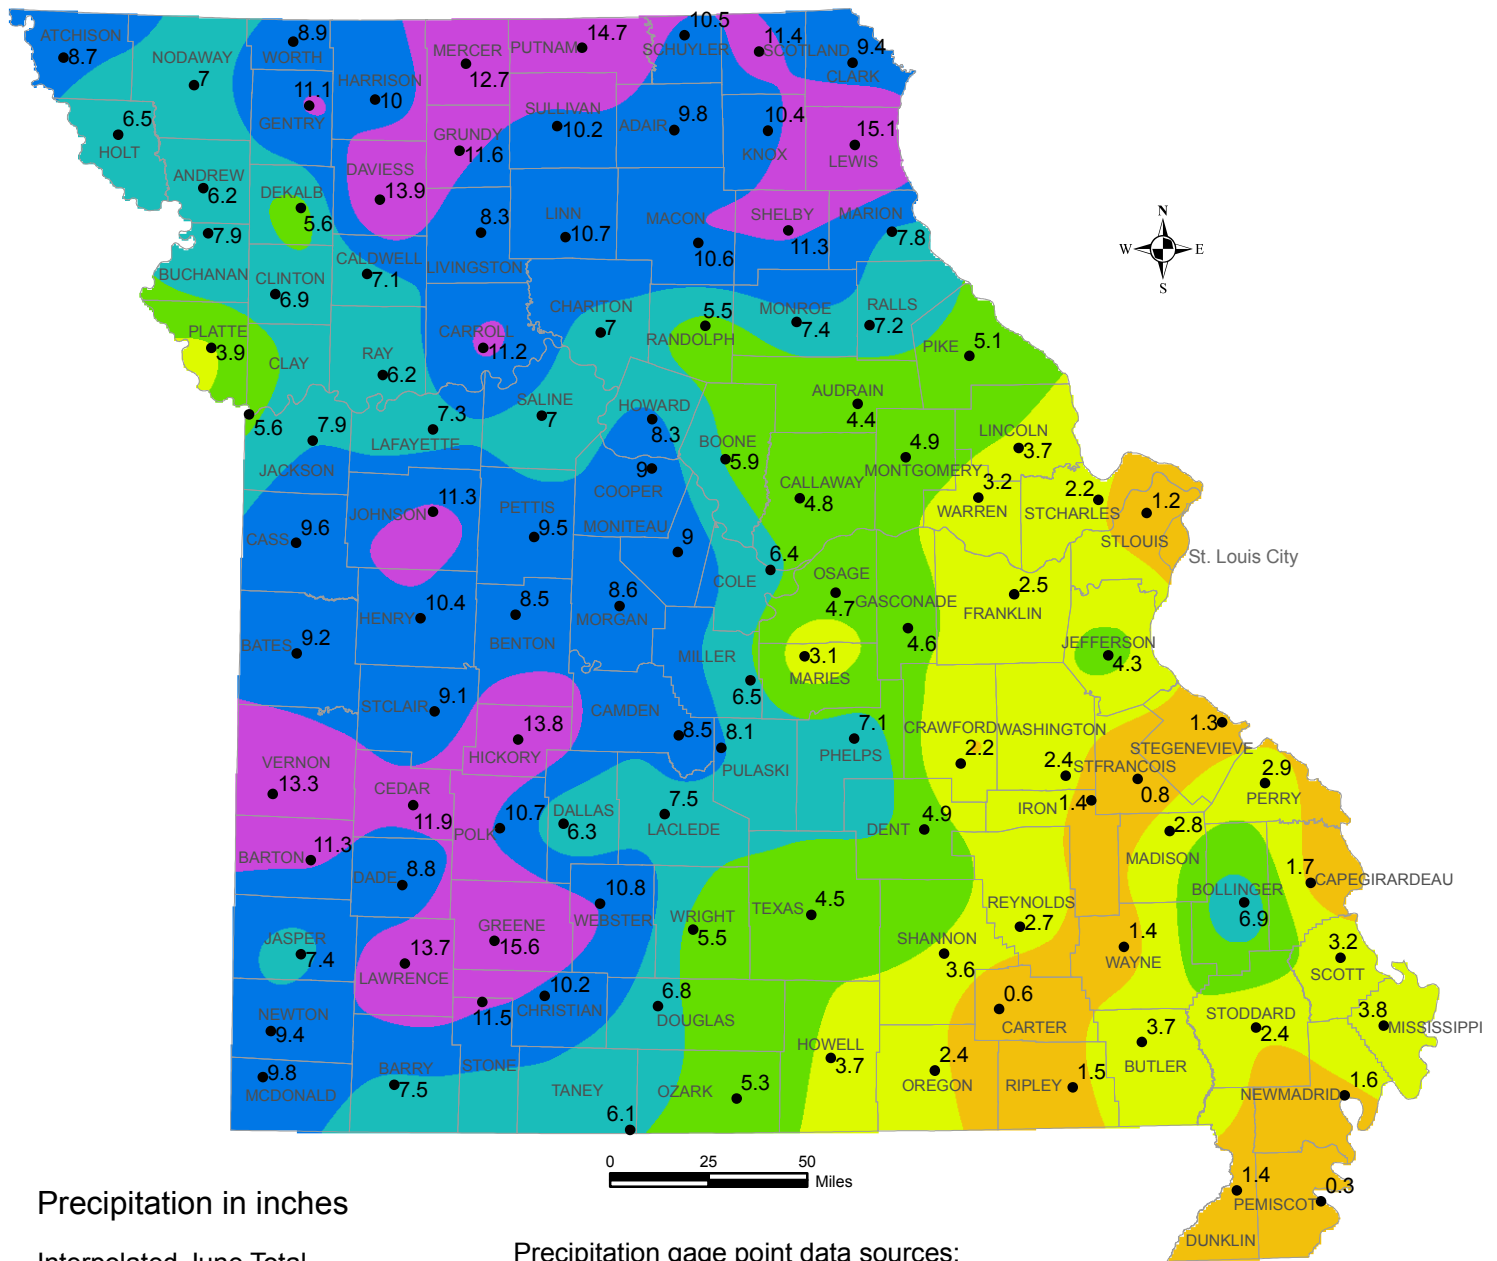 ATCHISON
8.7
NODAWAY
7
8.9
WORTH
HARRISON
10
11.1
GENTRY
MERCER
12.7
PUTNAM
14.7
SCHUYLER
10.5
11.4
SCOTLAND
9.4
CLARK
6.5
HOLT
SULLIVAN
10.2
ADAIR
9.8
10.4
KNOX
15.1
LEWIS
GRUNDY
11.6
DAVIESS
13.9
ANDREW
6.2
DEKALB
5.6
8.3
LIVINGSTON
LINN
10.7
MACON
10.6
SHELBY
11.3
MARION
7.8
N
W
E
S
7.9
BUCHANAN
CLINTON
6.9
CALDWELL
7.1
CHARITON
7
5.5
RANDOLPH
MONROE
7.4
RALLS
7.2
PIKE
5.1
PLATTE
3.9
CLAY
RAY
6.2
CARROLL
11.2
AUDRAIN
4.4
5.6
7.9
JACKSON
7.3
LAFAYETTE
SALINE
7
HOWARD
8.3
BOONE
5.9
4.9
MONTGOMERY
LINCOLN
3.7
9
COOPER
CALLAWAY
4.8
3.2
WARREN
2.2
STCHARLES
1.2
STLOUIS
St. Louis City
CASS
9.6
JOHNSON
11.3
PETTIS
9.5
MONITEAU
9
6.4
COLE
OSAGE
4.7
GASCONADE
4.6
2.5
FRANKLIN
JEFFERSON
4.3
BATES
9.2
HENRY
10.4
8.5
BENTON
8.6
MORGAN
MILLER
6.5
3.1
MARIES
STCLAIR
9.1
13.8
HICKORY
CAMDEN
8.5
8.1
PULASKI
7.1
PHELPS
CRAWFORD
2.2
WASHINGTON
2.4
1.3
STEGENEVIEVE
STFRANCOIS
0.8
2.9
PERRY
VERNON
13.3
CEDAR
11.9
POLK
10.7
DALLAS
6.3
7.5
LACLEDE
DENT
4.9
IRON
1.4
2.8
MADISON
BARTON
11.3
DADE
8.8
10.8
WEBSTER
WRIGHT
5.5
TEXAS
4.5
REYNOLDS
2.7
BOLLINGER
6.9
1.7
CAPEGIRARDEAU
JASPER
7.4
13.7
LAWRENCE
GREENE
15.6
SHANNON
3.6
1.4
WAYNE
3.2
SCOTT
NEWTON
9.4
11.5
10.2
CHRISTIAN
6.8
DOUGLAS
0.6
CARTER
STODDARD
2.4
3.8
MISSISSIPPI
9.8
MCDONALD
BARRY
7.5
STONE
TANEY
6.1
OZARK
5.3
HOWELL
3.7
2.4
OREGON
RIPLEY
1.5
3.7
BUTLER
NEWMADRID
1.6
1.4
PEMISCOT
0.3
DUNKLIN
0 25 50
Miles
Precipitation in inches
Interpolated June Total
Precipitation gage point data sources: